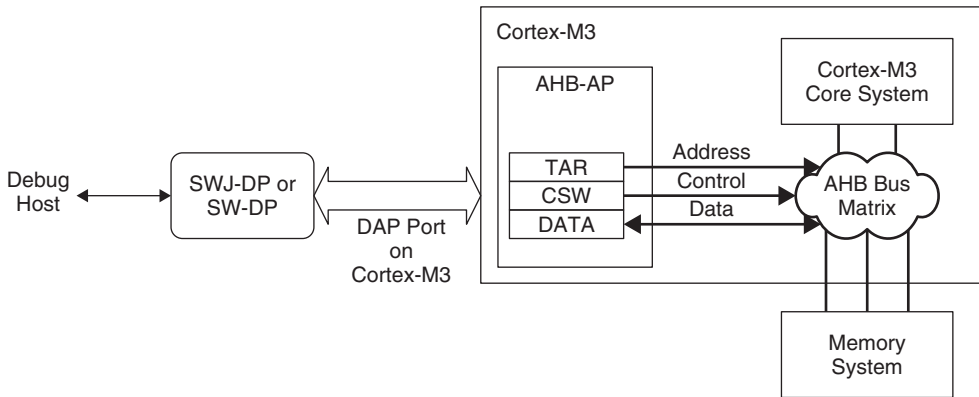 Cortex-M3
AHB-AP
Cortex-M3
Core System
TAR
CSW
DATA
Address
Control
Data
AHB Bus
Matrix
Debug
Host
SWJ-DP or
SW-DP
DAP Port
on
Cortex-M3
Memory
System